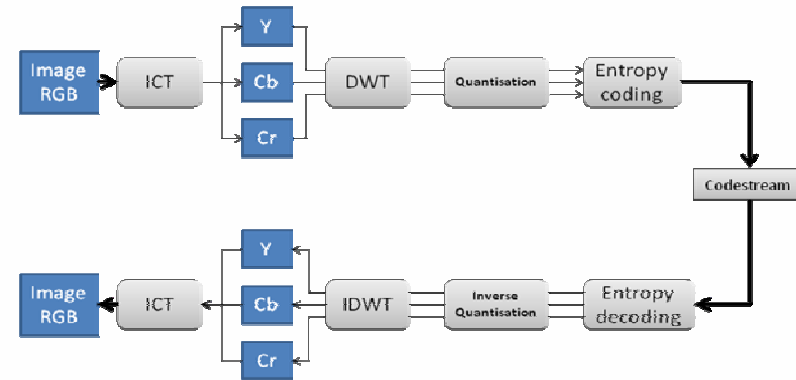 Image
RGB
ICT
Y
Cb
Cr
DWT
Quantisation
Entropy
coding
Codestream
Image
RGB
ICT
Y
Cb
Cr
IDWT
Inverse
Quantisation
Entropy
decoding